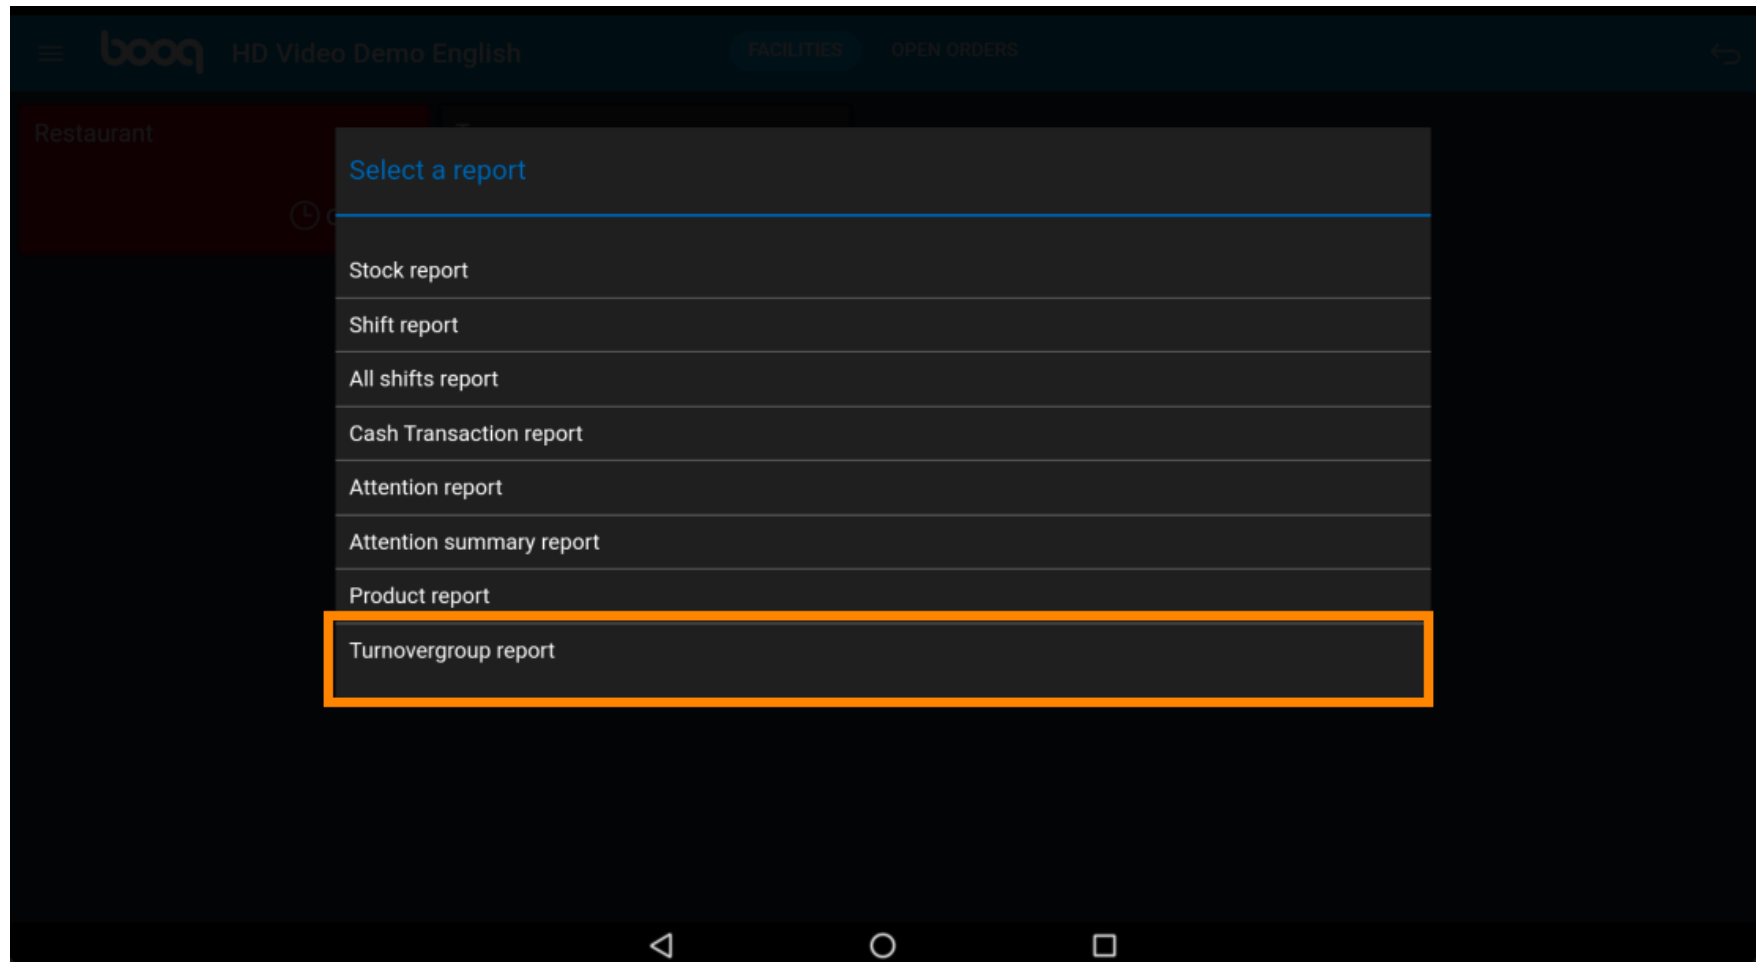 booq HD Video Demo English FACILITIES OPEN ORDERS
Restaurant
Select a report
Stock report
Shift report
All shifts report
Cash Transaction report
Attention report
Attention summary report
Product report
Turnovergroup report